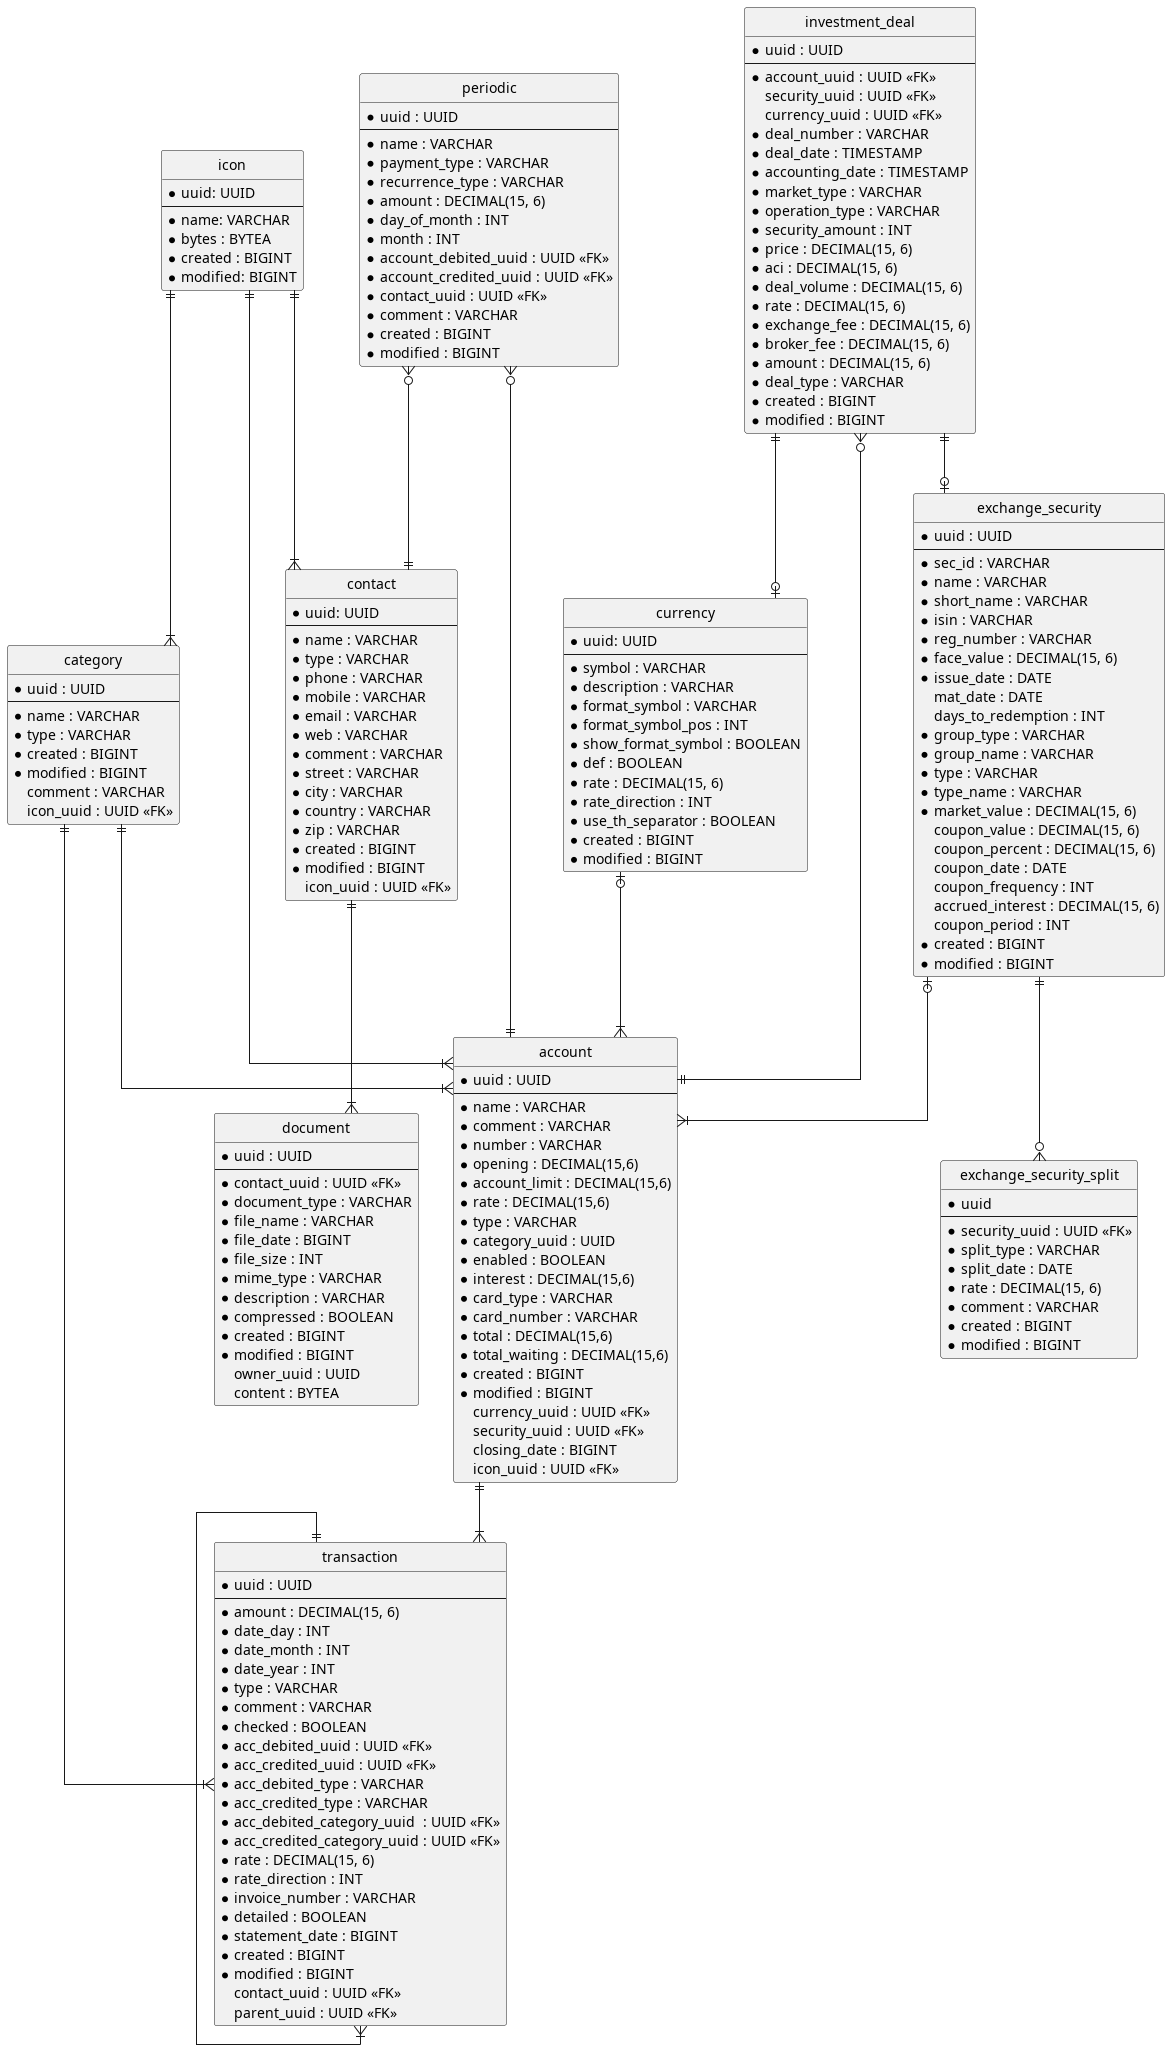 investment_deal
uuid : UUID
account_uuid : UUID «FK»
security_uuid : UUID «FK»
currency_uuid : UUID «FK»
deal_number : VARCHAR
deal_date : TIMESTAMP
accounting_date : TIMESTAMP
market_type : VARCHAR
operation_type : VARCHAR
security_amount : INT
price : DECIMAL(15, 6)
aci : DECIMAL(15, 6)
deal_volume : DECIMAL(15, 6)
rate : DECIMAL(15, 6)
exchange_fee : DECIMAL(15, 6)
broker_fee : DECIMAL(15, 6)
amount : DECIMAL(15, 6)
deal_type : VARCHAR
created : BIGINT
modified : BIGINT
periodic
uuid : UUID
name : VARCHAR
payment_type : VARCHAR
recurrence_type : VARCHAR
amount : DECIMAL(15, 6)
day_of_month : INT
month : INT
account_debited_uuid : UUID «FK»
account_credited_uuid : UUID «FK»
contact_uuid : UUID «FK»
comment : VARCHAR
created : BIGINT
modified : BIGINT
icon
uuid: UUID
name: VARCHAR
bytes : BYTEA
created : BIGINT
modified: BIGINT
exchange_security
uuid : UUID
sec_id : VARCHAR
name : VARCHAR
short_name : VARCHAR
isin : VARCHAR
reg_number : VARCHAR
face_value : DECIMAL(15, 6)
issue_date : DATE
mat_date : DATE
days_to_redemption : INT
group_type : VARCHAR
group_name : VARCHAR
type : VARCHAR
type_name : VARCHAR
market_value : DECIMAL(15, 6)
coupon_value : DECIMAL(15, 6)
coupon_percent : DECIMAL(15, 6)
coupon_date : DATE
coupon_frequency : INT
accrued_interest : DECIMAL(15, 6)
coupon_period : INT
created : BIGINT
modified : BIGINT
contact
uuid: UUID
name : VARCHAR
type : VARCHAR
phone : VARCHAR
mobile : VARCHAR
email : VARCHAR
web : VARCHAR
comment : VARCHAR
street : VARCHAR
city : VARCHAR
country : VARCHAR
zip : VARCHAR
created : BIGINT
modified : BIGINT
icon_uuid : UUID «FK»
currency
uuid: UUID
symbol : VARCHAR
description : VARCHAR
format_symbol : VARCHAR
format_symbol_pos : INT
show_format_symbol : BOOLEAN
def : BOOLEAN
rate : DECIMAL(15, 6)
rate_direction : INT
use_th_separator : BOOLEAN
created : BIGINT
modified : BIGINT
category
uuid : UUID
name : VARCHAR
type : VARCHAR
created : BIGINT
modified : BIGINT
comment : VARCHAR
icon_uuid : UUID «FK»
account
uuid : UUID
name : VARCHAR
comment : VARCHAR
number : VARCHAR
opening : DECIMAL(15,6)
account_limit : DECIMAL(15,6)
rate : DECIMAL(15,6)
type : VARCHAR
category_uuid : UUID
enabled : BOOLEAN
interest : DECIMAL(15,6)
card_type : VARCHAR
card_number : VARCHAR
total : DECIMAL(15,6)
total_waiting : DECIMAL(15,6)
created : BIGINT
modified : BIGINT
currency_uuid : UUID «FK»
security_uuid : UUID «FK»
closing_date : BIGINT
icon_uuid : UUID «FK»
document
uuid : UUID
contact_uuid : UUID «FK»
document_type : VARCHAR
file_name : VARCHAR
file_date : BIGINT
file_size : INT
mime_type : VARCHAR
description : VARCHAR
compressed : BOOLEAN
created : BIGINT
modified : BIGINT
owner_uuid : UUID
content : BYTEA
exchange_security_split
uuid
security_uuid : UUID «FK»
split_type : VARCHAR
split_date : DATE
rate : DECIMAL(15, 6)
comment : VARCHAR
created : BIGINT
modified : BIGINT
transaction
uuid : UUID
amount : DECIMAL(15, 6)
date_day : INT
date_month : INT
date_year : INT
type : VARCHAR
comment : VARCHAR
checked : BOOLEAN
acc_debited_uuid : UUID «FK»
acc_credited_uuid : UUID «FK»
acc_debited_type : VARCHAR
acc_credited_type : VARCHAR
acc_debited_category_uuid : UUID «FK»
acc_credited_category_uuid : UUID «FK»
rate : DECIMAL(15, 6)
rate_direction : INT
invoice_number : VARCHAR
detailed : BOOLEAN
statement_date : BIGINT
created : BIGINT
modified : BIGINT
contact_uuid : UUID «FK»
parent_uuid : UUID «FK»